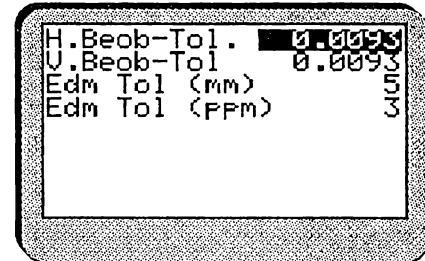 H.Beob-Tol. 0.0093
V.Beob-Tol 0.0093
Edm Tol (mm) 5
Edm Tol (ppm) 3